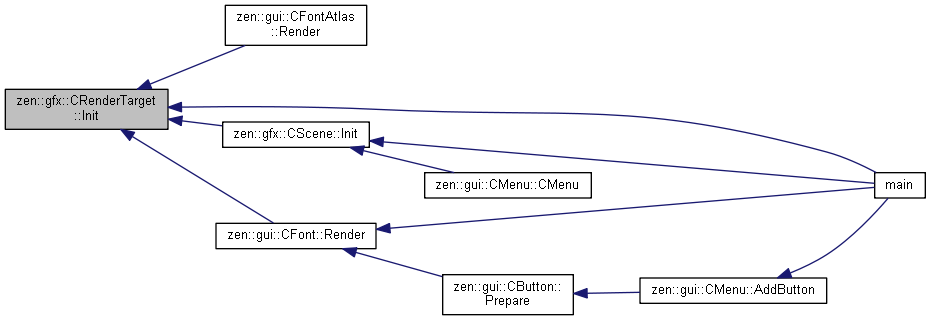 zen::gui::CFontAtlas
::Render
zen::gfx::CRenderTarget
::Init
zen::gfx::CScene::Init
zen::gui::CMenu::CMenu
main
zen::gui::CFont::Render
zen::gui::CButton::
Prepare
zen::gui::CMenu::AddButton